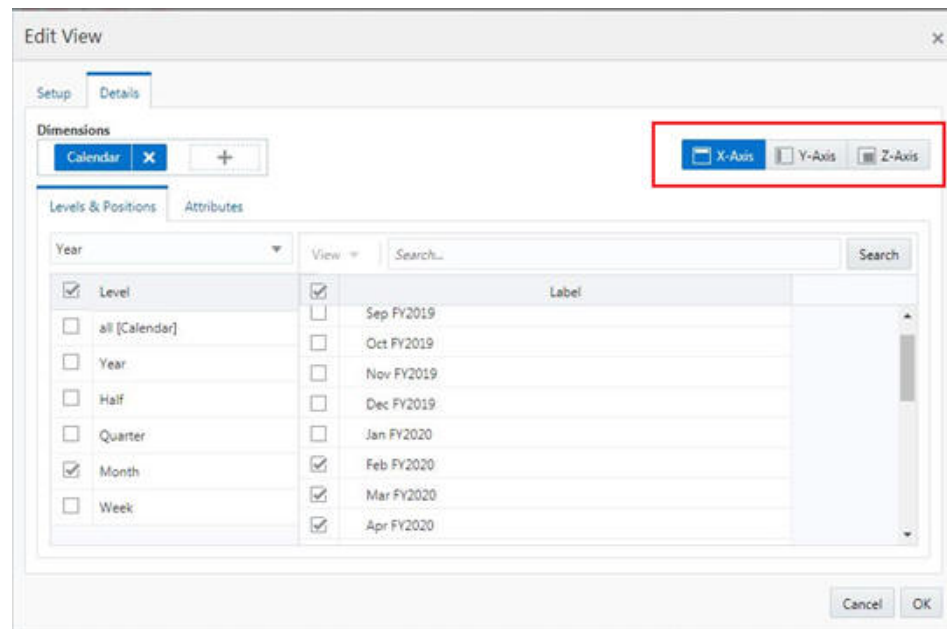 Edit View
Setup Details
Dimensions
Calendar
X-Axis Y-Axis Z-Axis
Levels & Positions Attributes
Year View Search... Search
Level Label
Sep FY2019
all [Calendar]
Oct FY2019
Year
Nov FY2019
Half
Dec FY2019
Quarter
Jan FY2020
Month
Feb FY2020
Mar FY2020
Week
Apr FY2020
Cancel OK